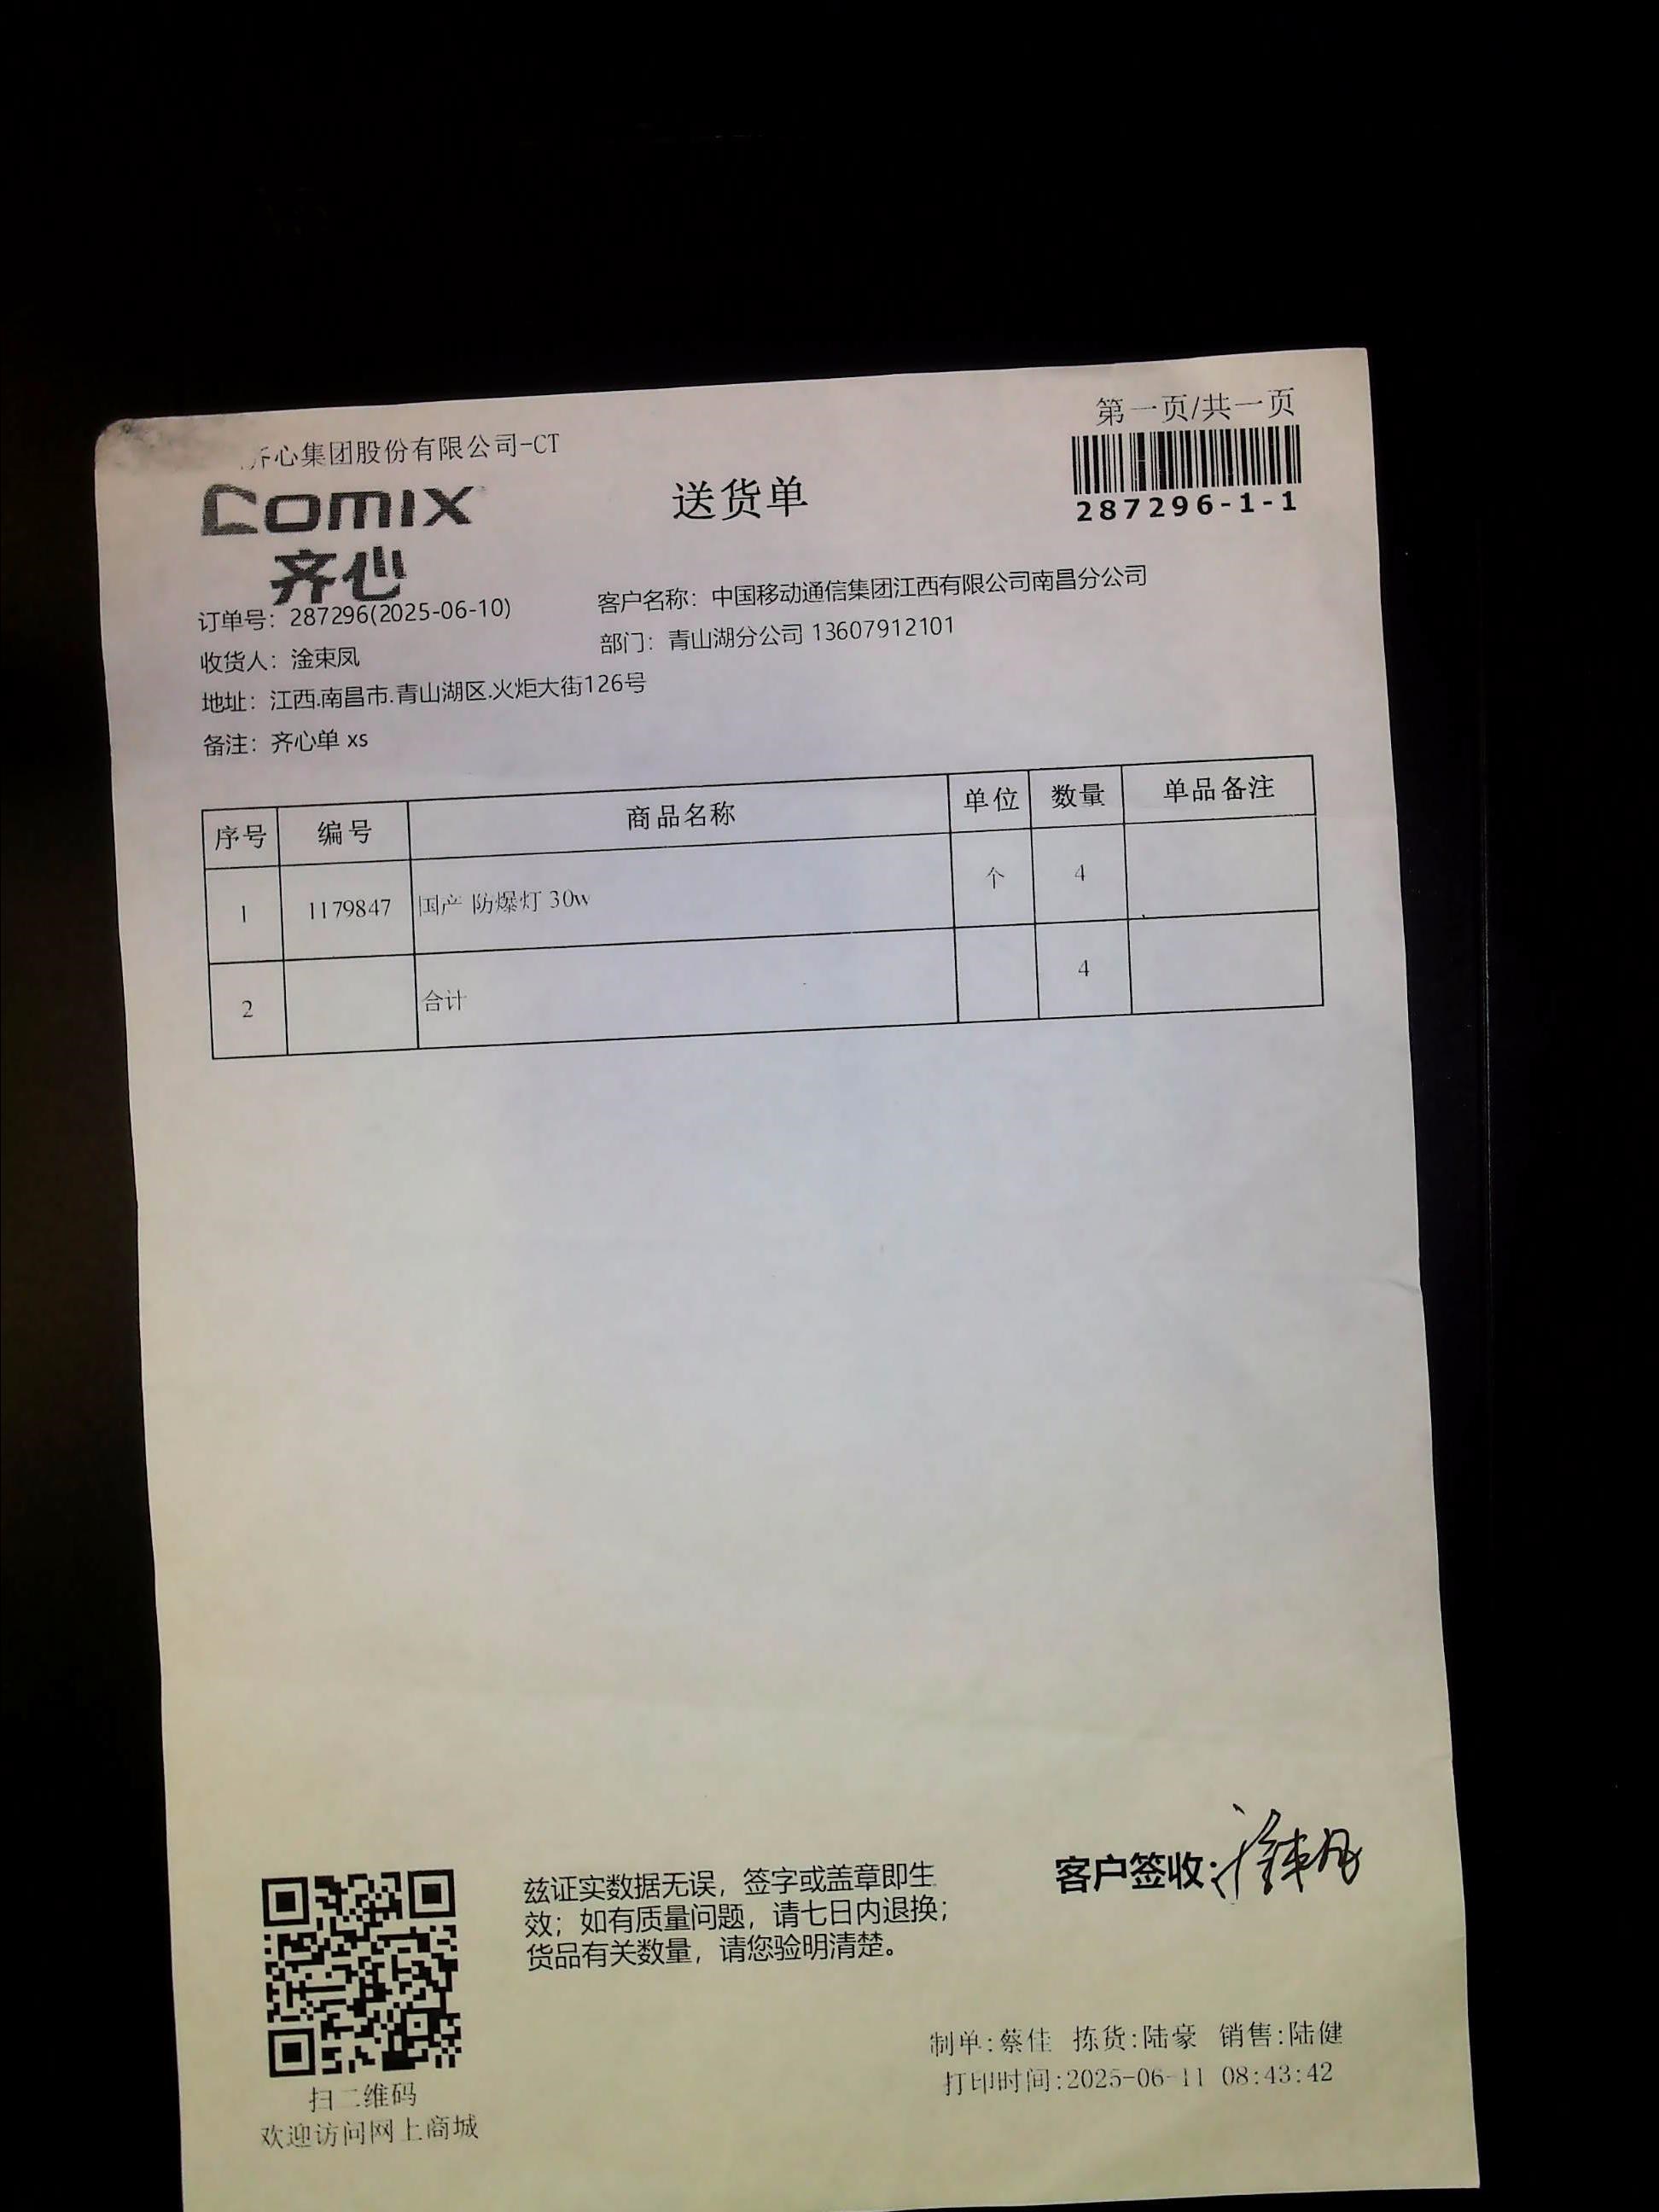 第一页/共一页
齐心集团股份有限公司-CT
comix
齐心
送货单
287296-1-1
订单号：287296(2025-06-10)
客户名称：中国移动通信集团江西有限公司南昌分公司
收货人：淦束凤
部门：青山湖分公司 13607912101
地址：江西.南昌市.青山湖区.火炬大街126号
备注：齐心单 xs
序号 编号 商品名称 单位 数量 单品备注
1 1179847 国产 防爆灯 30w 个 4
2 合计 4
兹证实数据无误，签字或盖章即生
效；如有质量问题，请七日内退换；
货品有关数量，请您验明清楚。
客户签收:淦束凤
制单:蔡佳 拣货:陆豪 销售:陆健
打印时间:2025-06-11 08:43:42
扫二维码
欢迎访问网上商城